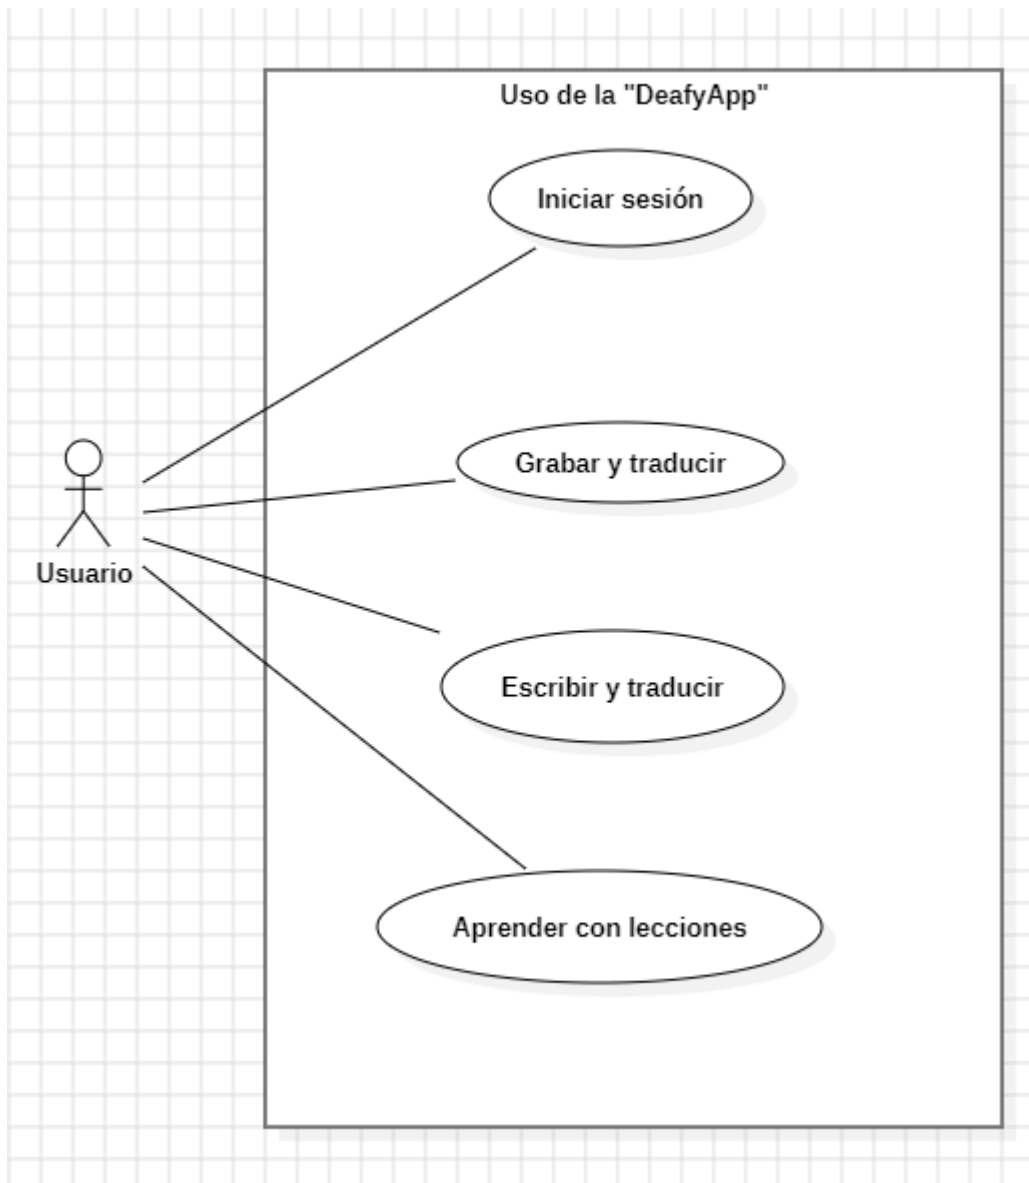 Uso de la "DeafyApp"
Iniciar sesión
Grabar y traducir
Usuario
Escribir y traducir
Aprender con lecciones